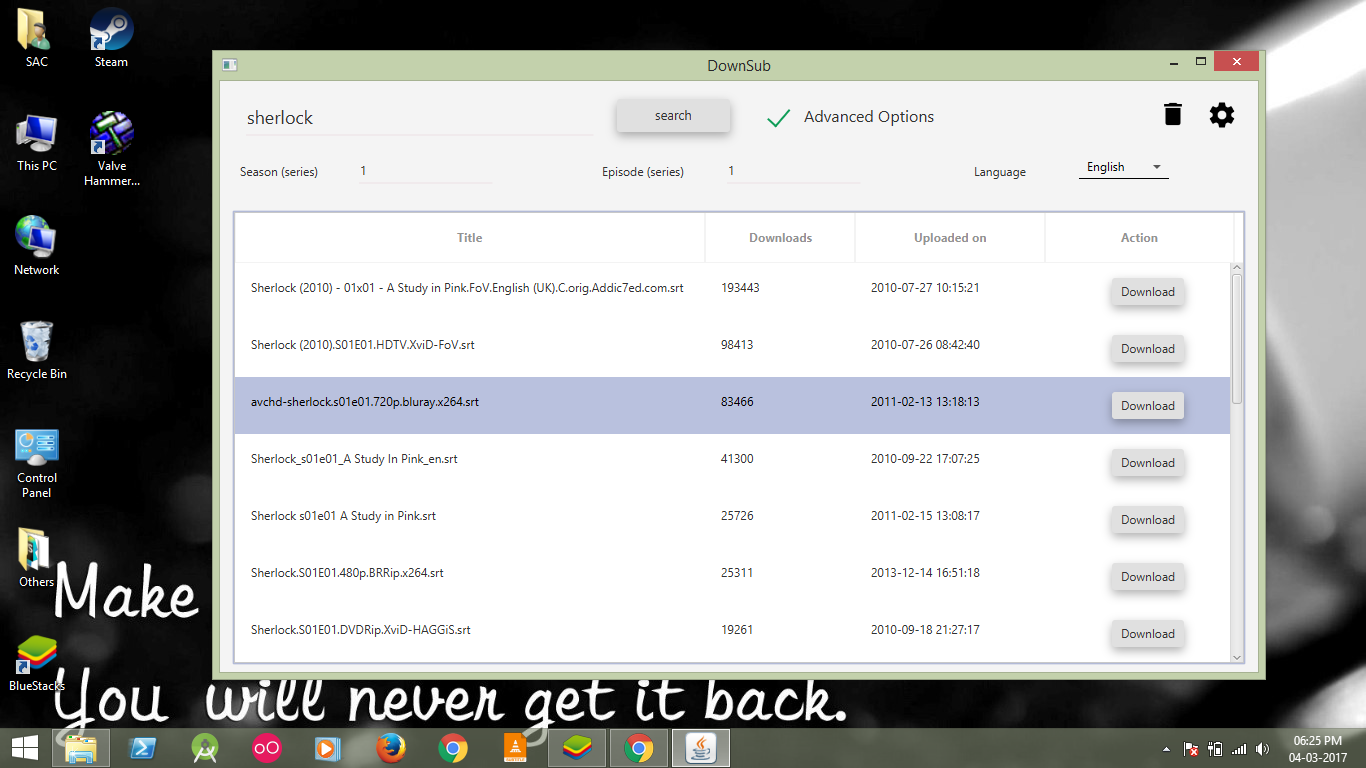 SAC
Steam
This PC
Valve
Hammer...
Network
Recycle Bin
Control
Panel
Others
BlueStacks
DownSub
sherlock
search
Advanced Options
Season (series) 1 Episode (series) 1 Language English
Title Downloads Uploaded on Action
Sherlock (2010) - 01x01 - A Study in Pink.FoV.English (UK).C.orig.Addic7ed.com.srt 193443 2010-07-27 10:15:21 Download
Sherlock (2010).S01E01.HDTV.XviD-FoV.srt 98413 2010-07-26 08:42:40 Download
avchd-sherlock.s01e01.720p.bluray.x264.srt 83466 2011-02-13 13:18:13 Download
Sherlock_s01e01_A Study In Pink_en.srt 41300 2010-09-22 17:07:25 Download
Sherlock s01e01 A Study in Pink.srt 25726 2011-02-15 13:08:17 Download
Sherlock.S01E01.480p.BRRip.x264.srt 25311 2013-12-14 16:51:18 Download
Sherlock.S01E01.DVDRip.XviD-HAGGiS.srt 19261 2010-09-18 21:27:17 Download
Make
You will never get it back.
06:25 PM
04-03-2017